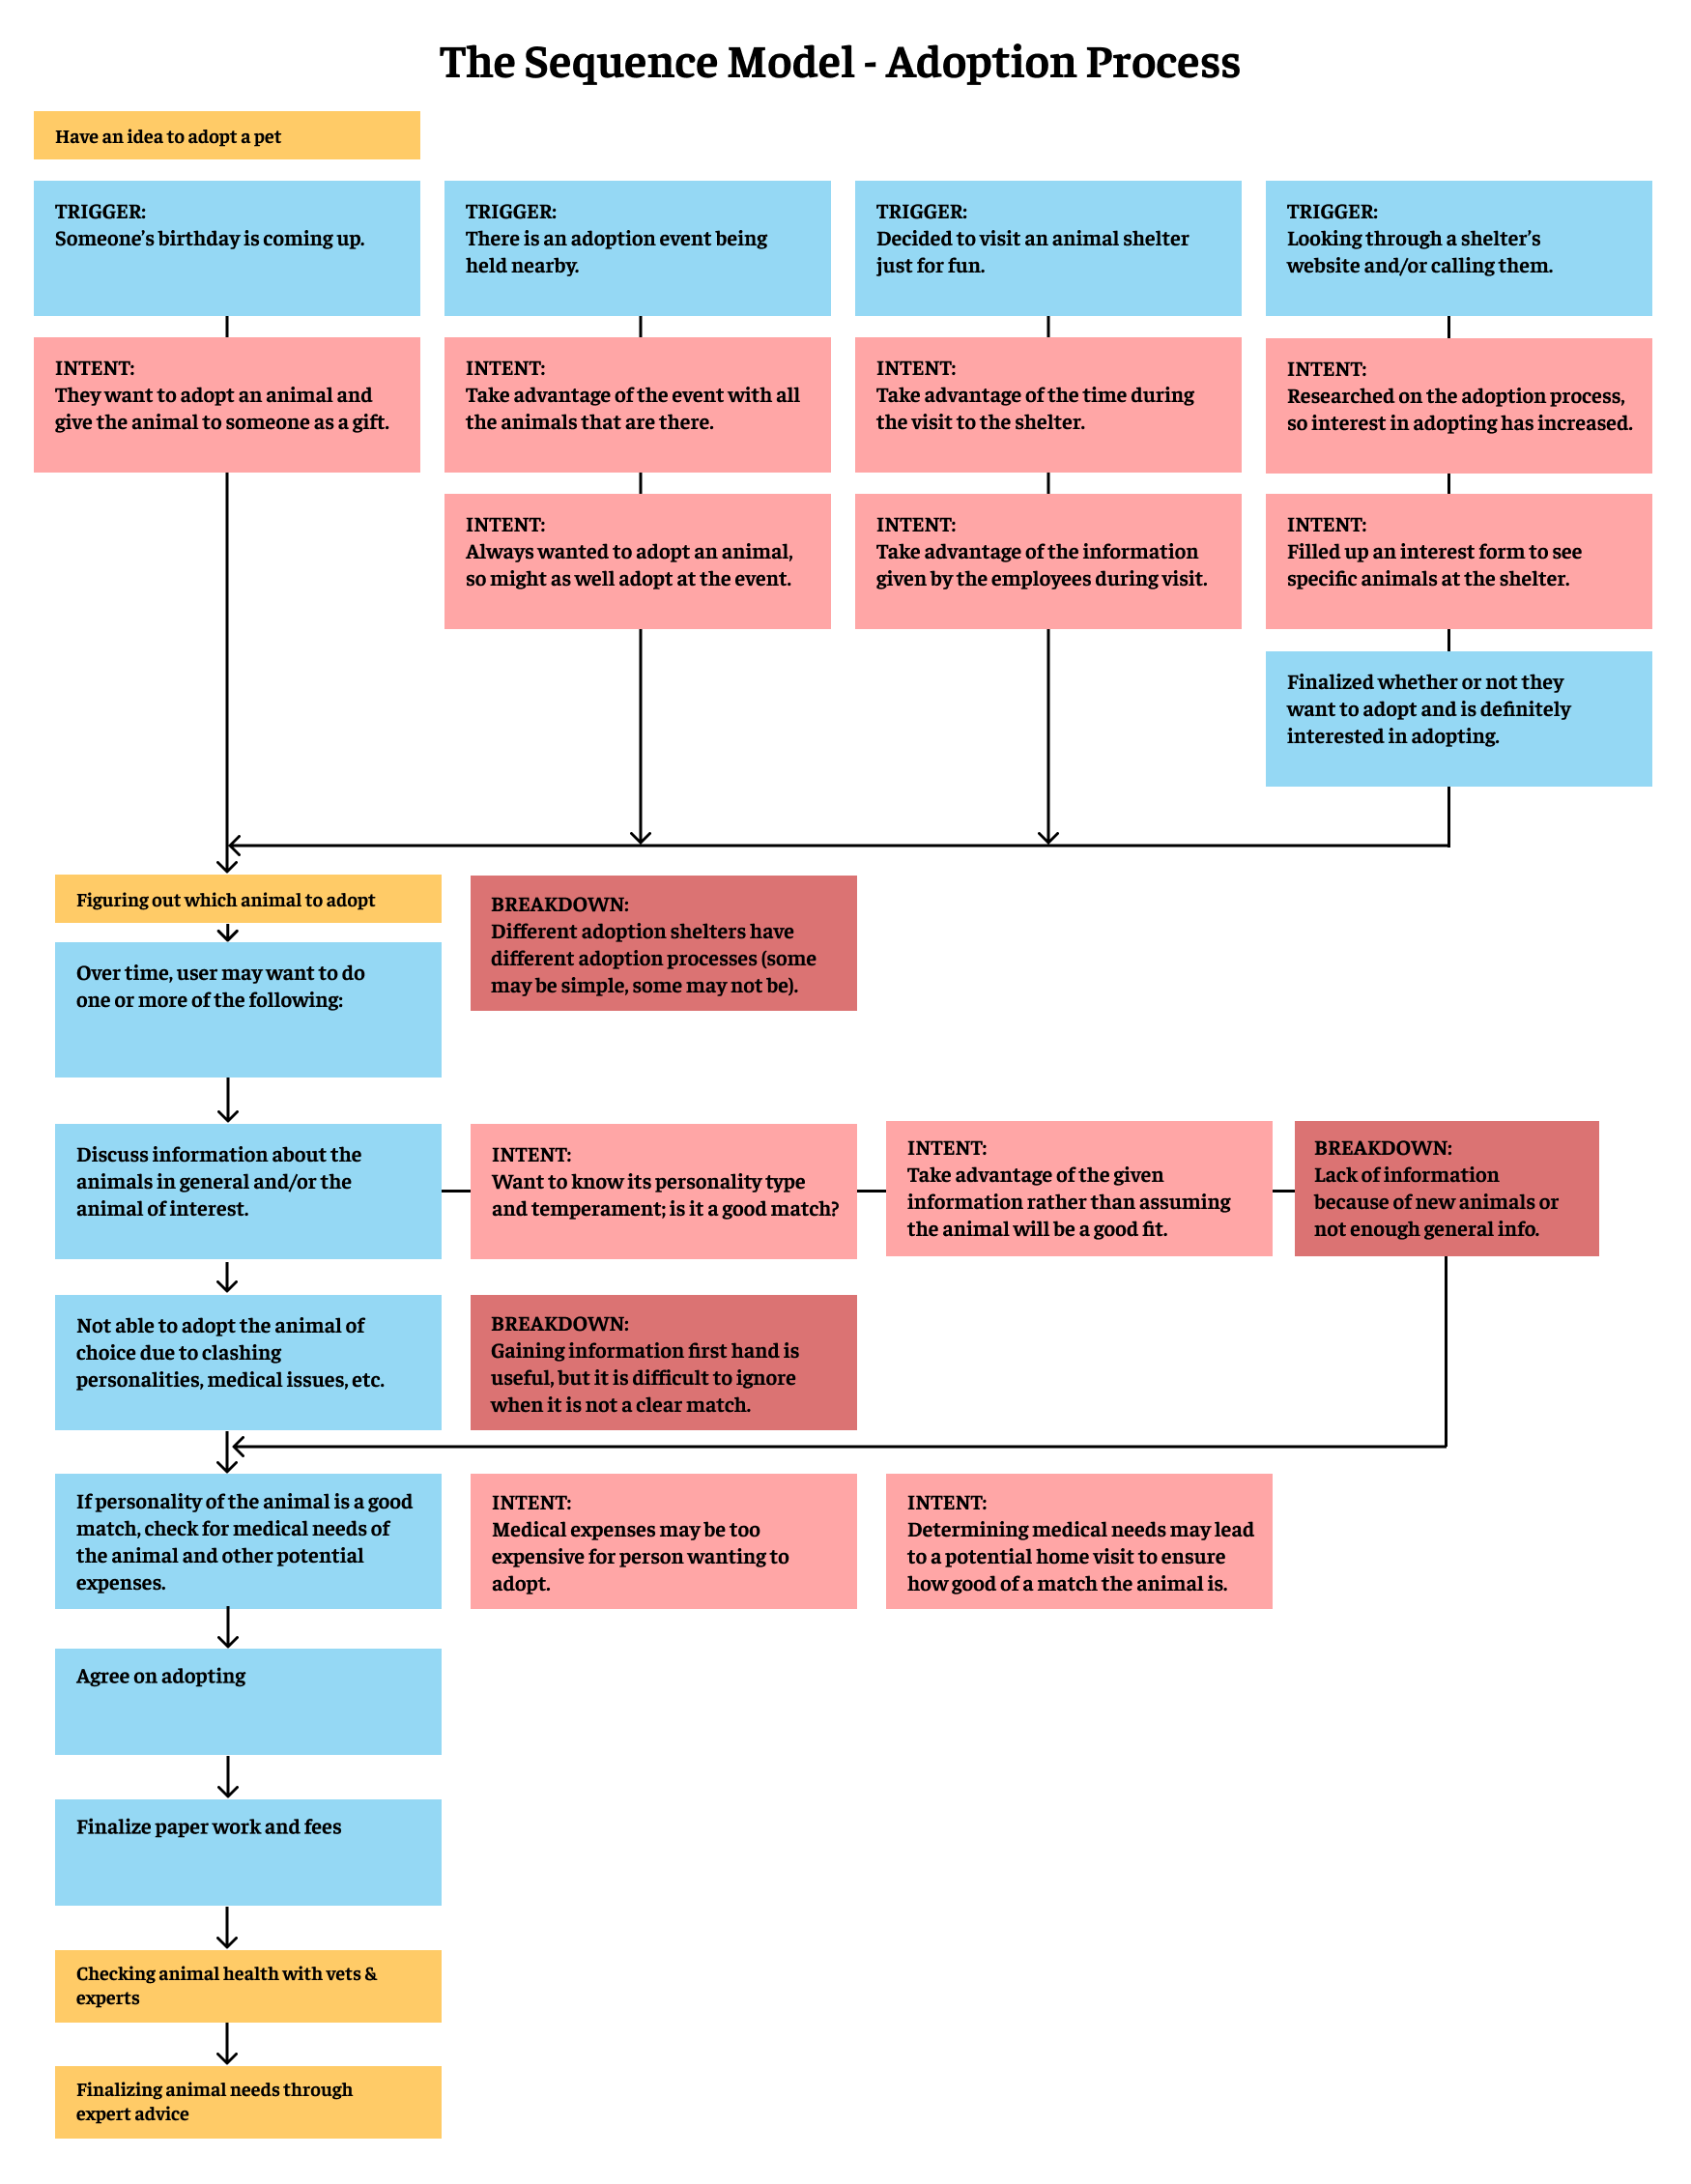 The Sequence Model - Adoption Process
Have an idea to adopt a pet
TRIGGER:
Someone’s birthday is coming up.
TRIGGER:
There is an adoption event being
held nearby.
TRIGGER:
Decided to visit an animal shelter
just for fun.
TRIGGER:
Looking through a shelter’s
website and/or calling them.
INTENT:
They want to adopt an animal and
give the animal to someone as a gift.
INTENT:
Take advantage of the event with all
the animals that are there.
INTENT:
Take advantage of the time during
the visit to the shelter.
INTENT:
Researched on the adoption process,
so interest in adopting has increased.
INTENT:
Always wanted to adopt an animal,
so might as well adopt at the event.
INTENT:
Take advantage of the information
given by the employees during visit.
INTENT:
Filled up an interest form to see
specific animals at the shelter.
Finalized whether or not they
want to adopt and is definitely
interested in adopting.
Figuring out which animal to adopt
BREAKDOWN:
Different adoption shelters have
different adoption processes (some
may be simple, some may not be).
Over time, user may want to do
one or more of the following:
Discuss information about the
animals in general and/or the
animal of interest.
INTENT:
Want to know its personality type
and temperament; is it a good match?
INTENT:
Take advantage of the given
information rather than assuming
the animal will be a good fit.
BREAKDOWN:
Lack of information
because of new animals or
not enough general info.
Not able to adopt the animal of
choice due to clashing
personalities, medical issues, etc.
BREAKDOWN:
Gaining information first hand is
useful, but it is difficult to ignore
when it is not a clear match.
If personality of the animal is a good
match, check for medical needs of
the animal and other potential
expenses.
INTENT:
Medical expenses may be too
expensive for person wanting to
adopt.
INTENT:
Determining medical needs may lead
to a potential home visit to ensure
how good of a match the animal is.
Agree on adopting
Finalize paper work and fees
Checking animal health with vets &
experts
Finalizing animal needs through
expert advice